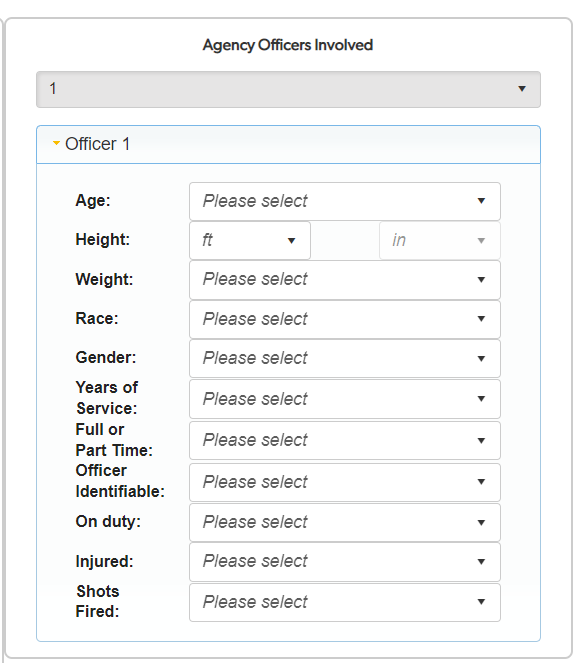 Agency Officers Involved
1
Officer 1
Age: Please select
Height: ft in
Weight: Please select
Race: Please select
Gender: Please select
Years of
Service: Please select
Full or
Part Time: Please select
Officer
Identifiable: Please select
On duty: Please select
Injured: Please select
Shots
Fired: Please select